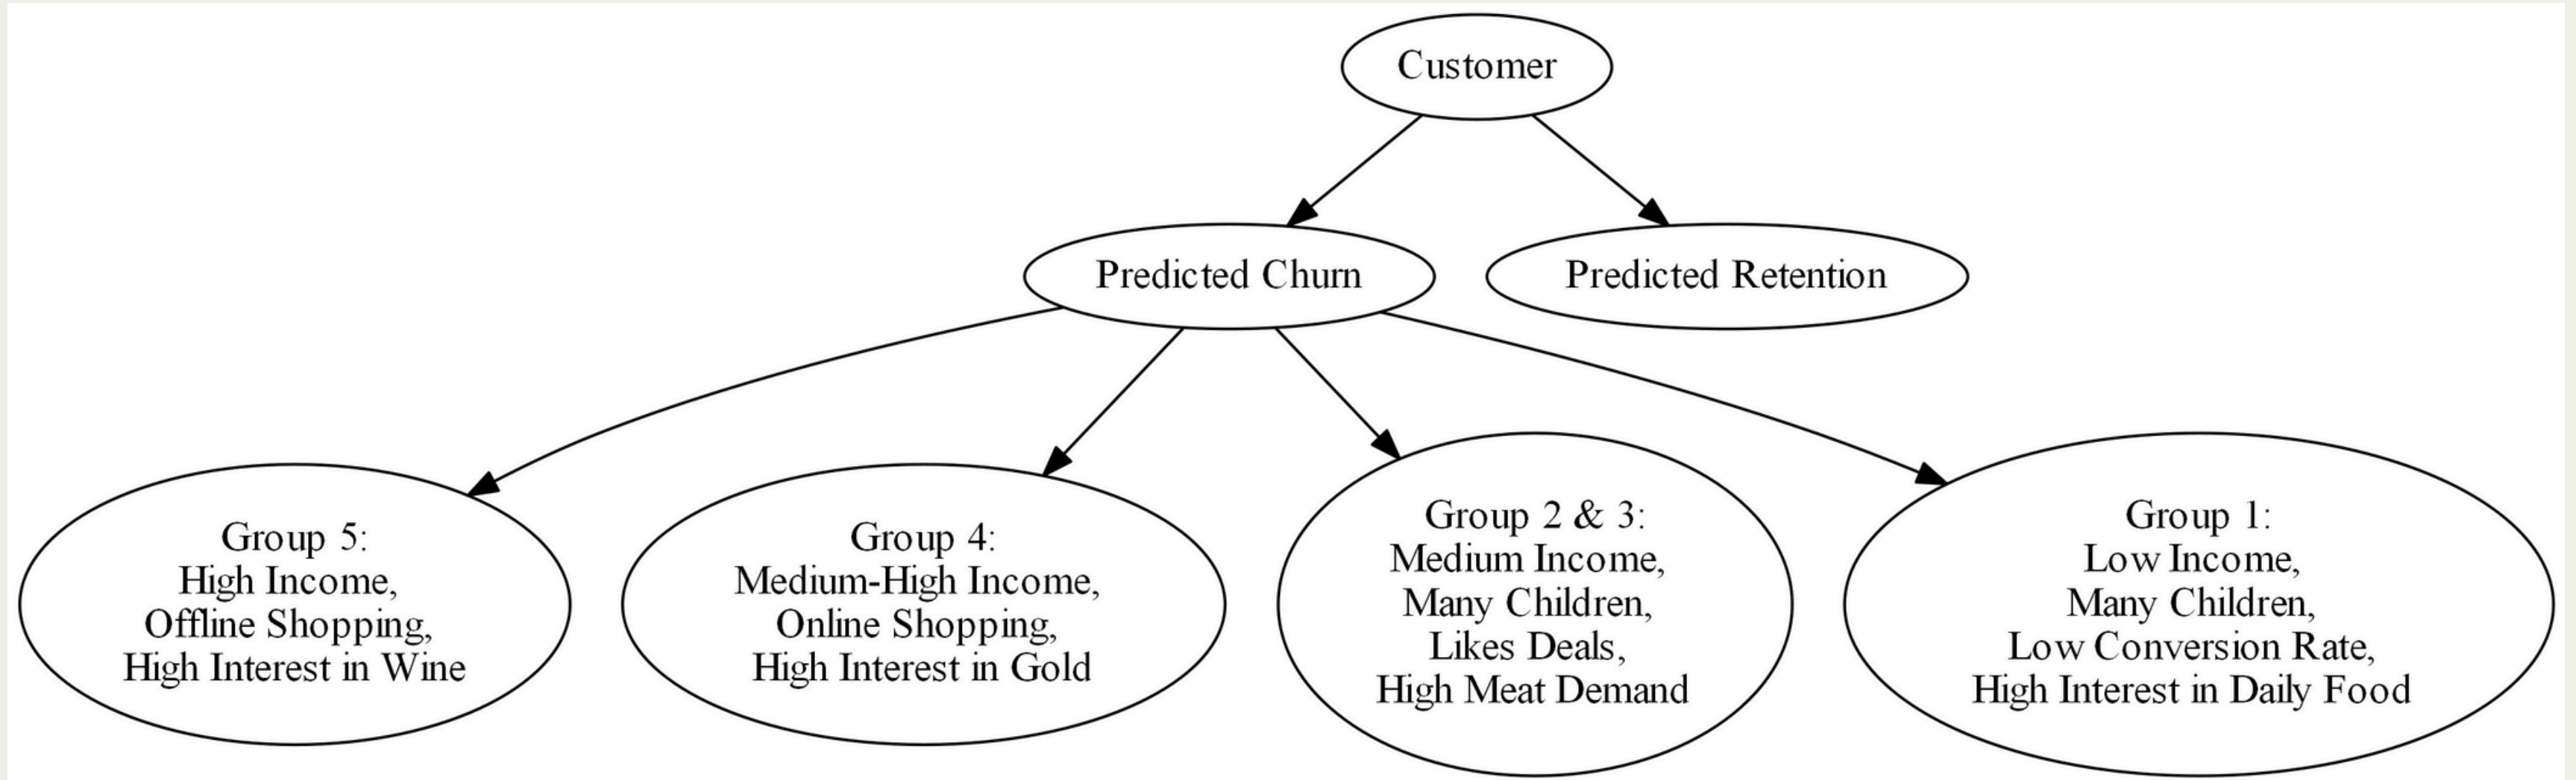 Customer
Predicted Churn
Predicted Retention
Group 5:
High Income,
Offline Shopping,
High Interest in Wine
Group 4:
Medium-High Income,
Online Shopping,
High Interest in Gold
Group 2 & 3:
Medium Income,
Many Children,
Likes Deals,
High Meat Demand
Group 1:
Low Income,
Many Children,
Low Conversion Rate,
High Interest in Daily Food